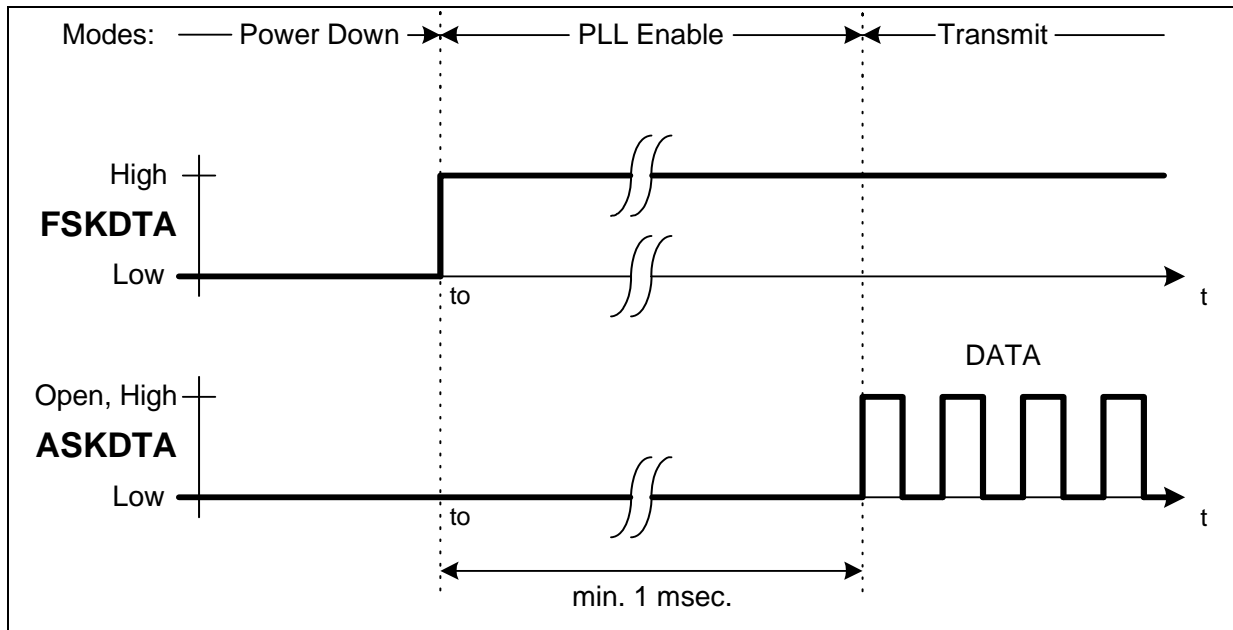 Modes: Power Down PLL Enable Transmit
High
FSKDTA
Low
to
t
DATA
Open, High
ASKDTA
Low
to
t
min. 1 msec.